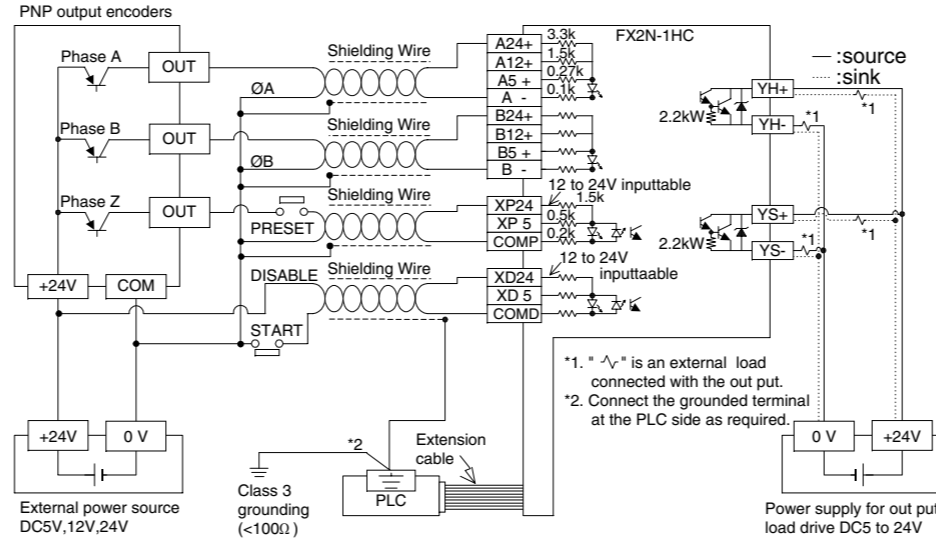 PNP output encoders
Phase A
OUT
Phase B
OUT
Phase Z
OUT
+24V
COM
+24V
0 V
External power source
DC5V,12V,24V
Shielding Wire
ØA
Shielding Wire
ØB
Shielding Wire
PRESET
DISABLE
Shielding Wire
START
A24+
3.3k
A12+
1.5k
A5 +
0.27k
A -
0.1k
B24+
B12+
B5 +
B -
12 to 24V inputtable
XP24
1.5k
XP 5
0.5k
COMP
0.2k
12 to 24V
inputtaable
XD24
XD 5
COMD
FX2N-1HC
:source
:sink
YH+
*1
2.2kW
YH-
*1
YS+
*1
2.2kW
YS-
*1
*1. " " is an external load
connected with the out put.
*2. Connect the grounded terminal
at the PLC side as required.
*2
Class 3
grounding
(<100Ω )
PLC
Extension
cable
0 V
+24V
Power supply for out put
load drive DC5 to 24V